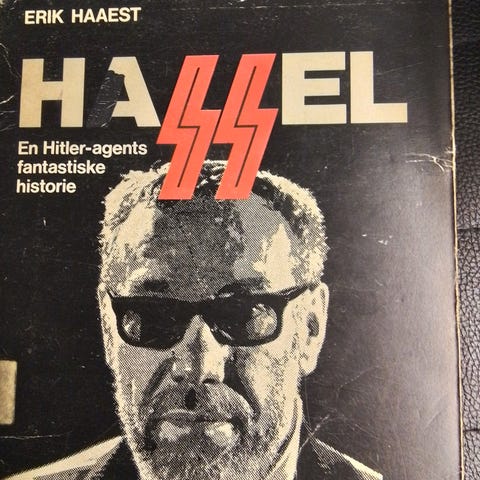 ERIK HAAEST
HASSEL
En Hitler-agents
fantastiske
historie